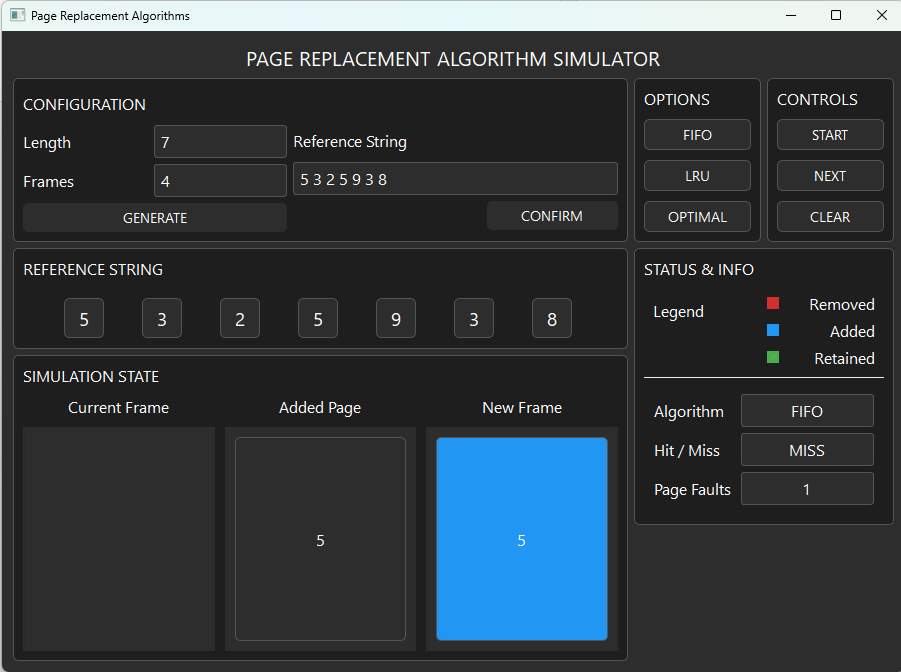 Page Replacement Algorithms
PAGE REPLACEMENT ALGORITHM SIMULATOR
CONFIGURATION
Length
7
Reference String
Frames
4
5 3 2 5 9 3 8
GENERATE
CONFIRM
OPTIONS
FIFO
LRU
OPTIMAL
CONTROLS
START
NEXT
CLEAR
REFERENCE STRING
5 3 2 5 9 3 8
SIMULATION STATE
Current Frame
Added Page
New Frame
5
5
STATUS & INFO
Legend
Removed
Added
Retained
Algorithm
FIFO
Hit / Miss
MISS
Page Faults
1